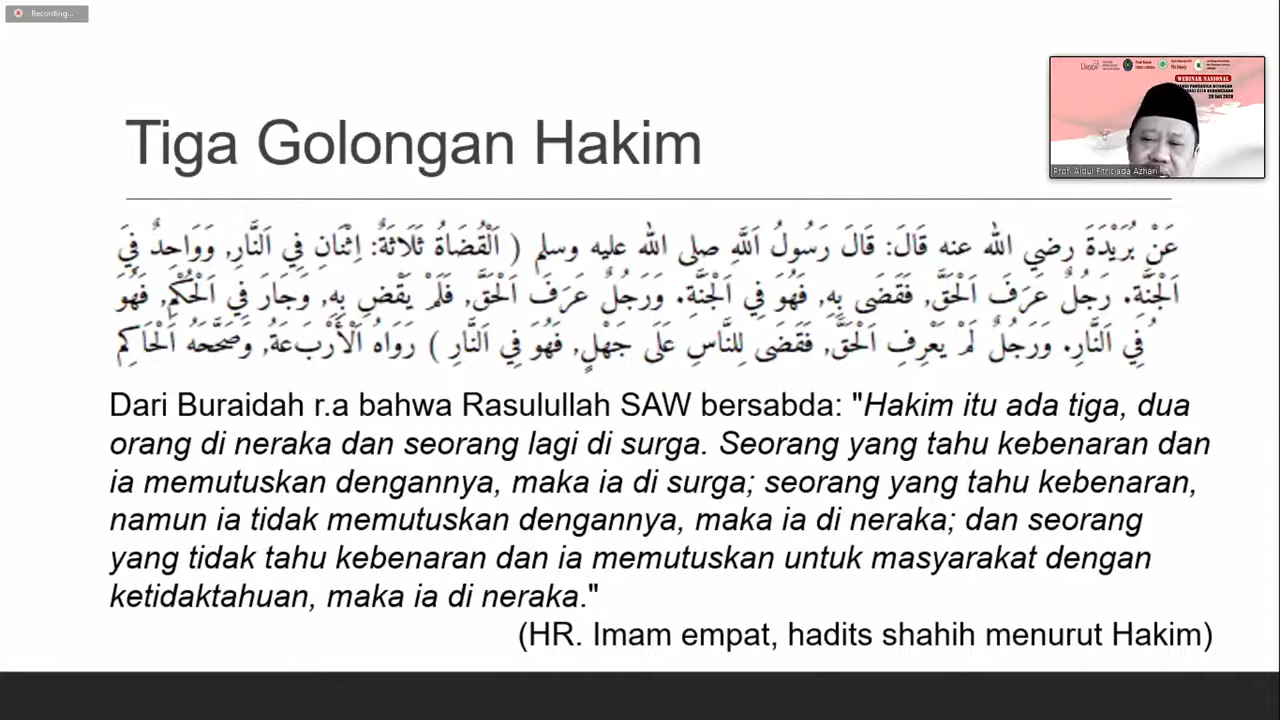 Recording...
WEBINAR NASIONAL
20 Juli 2020
Prof. Aidul Fitriciada Azhari
Tiga Golongan Hakim
عَنْ بُرَيْدَةَ رضي الله عنه قَالَ: قَالَ رَسُولُ اَللَّهِ صلى الله عليه وسلم ( اَلْقُضَاةُ ثَلَاثَةٌ: اِثْنَانِ فِي اَلنَّارِ, وَوَاحِدٌ فِي
اَلْجَنَّةِ. رَجُلٌ عَرَفَ اَلْحَقَّ, فَقَضَى بِهِ, فَهُوَ فِي اَلْجَنَّةِ. وَرَجُلٌ عَرَفَ اَلْحَقَّ, فَلَمْ يَقْضِ بِهِ, وَجَارَ فِي اَلْحُكْمِ, فَهُوَ
فِي اَلنَّارِ. وَرَجُلٌ لَمْ يَعْرِفِ اَلْحَقَّ, فَقَضَى لِلنَّاسِ عَلَى جَهْلٍ, فَهُوَ فِي اَلنَّارِ ) رَوَاهُ اَلْأَرْبَعَةُ, وَصَحَّحَهُ اَلْحَاكِمُ
Dari Buraidah r.a bahwa Rasulullah SAW bersabda: "Hakim itu ada tiga, dua
orang di neraka dan seorang lagi di surga. Seorang yang tahu kebenaran dan
ia memutuskan dengannya, maka ia di surga; seorang yang tahu kebenaran,
namun ia tidak memutuskan dengannya, maka ia di neraka; dan seorang
yang tidak tahu kebenaran dan ia memutuskan untuk masyarakat dengan
ketidaktahuan, maka ia di neraka."
(HR. Imam empat, hadits shahih menurut Hakim)